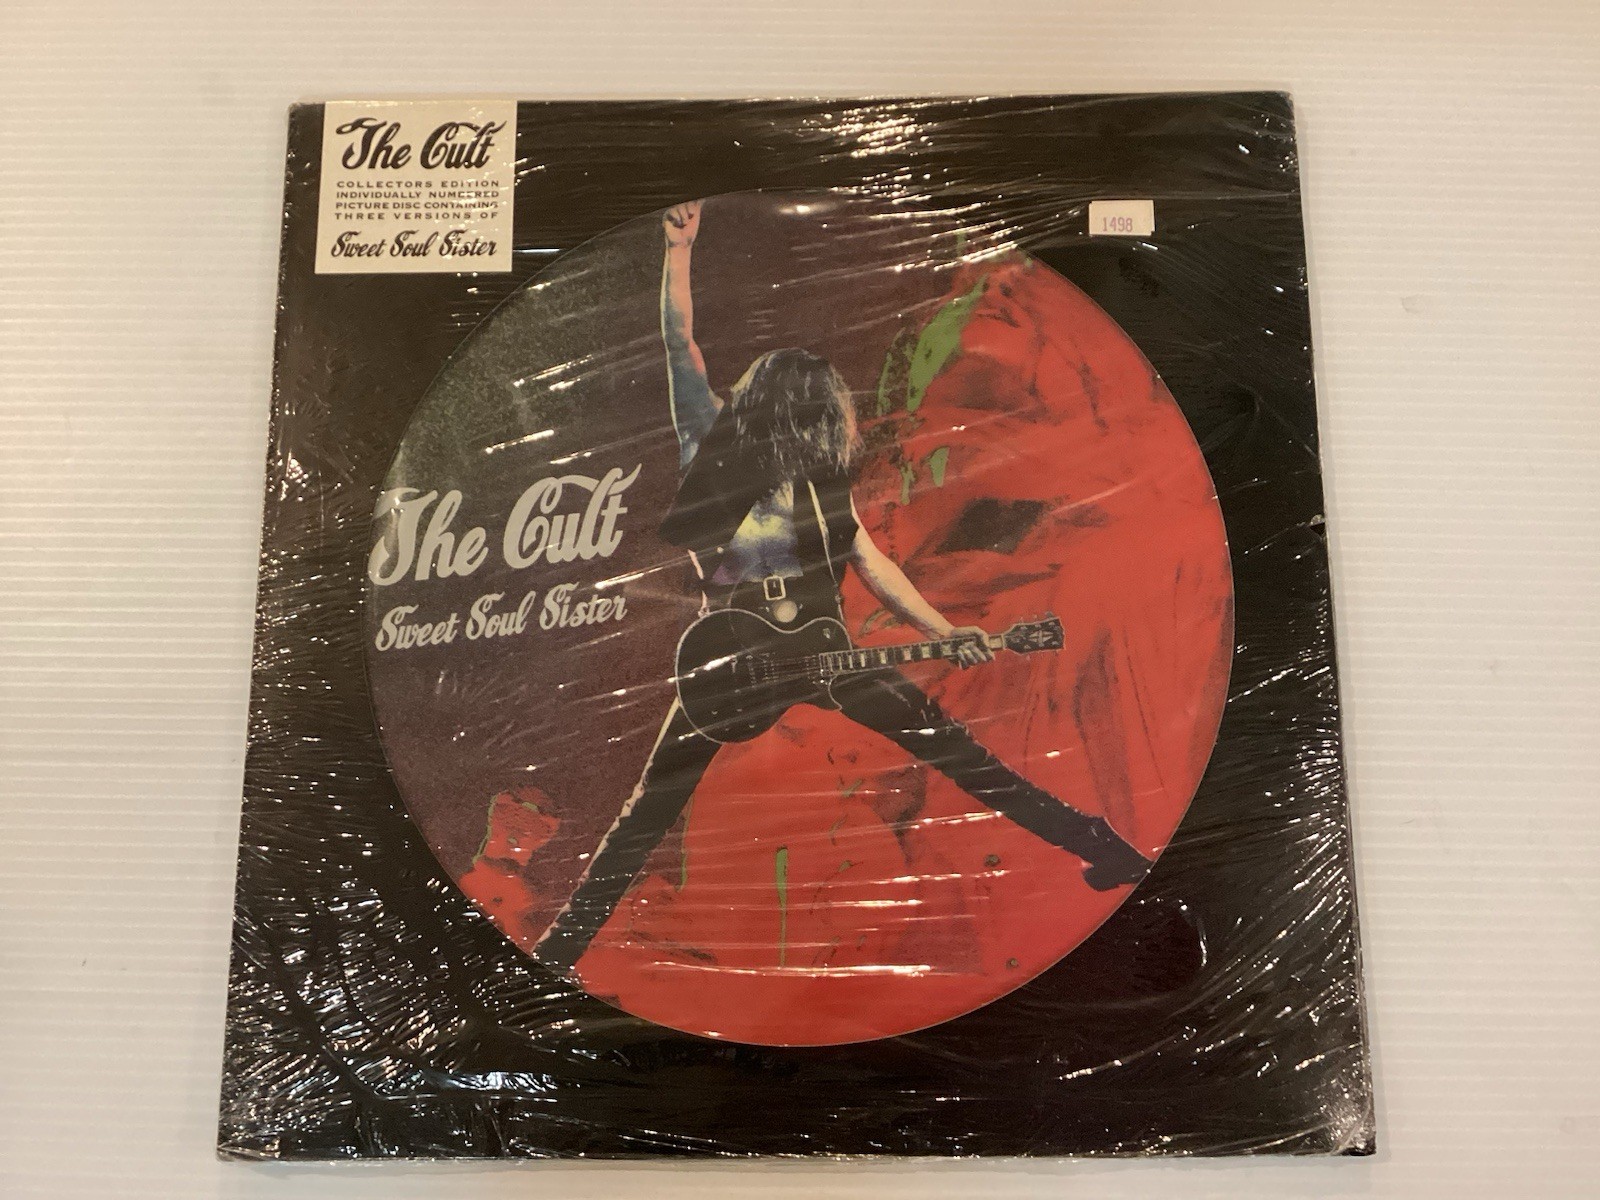 The Cult
COLLECTORS EDITION
INDIVIDUALLY NUMBERED
PICTURE DISC CONTAINING
THREE VERSIONS OF
Sweet Soul Sister
1498
The Cult
Sweet Soul Sister